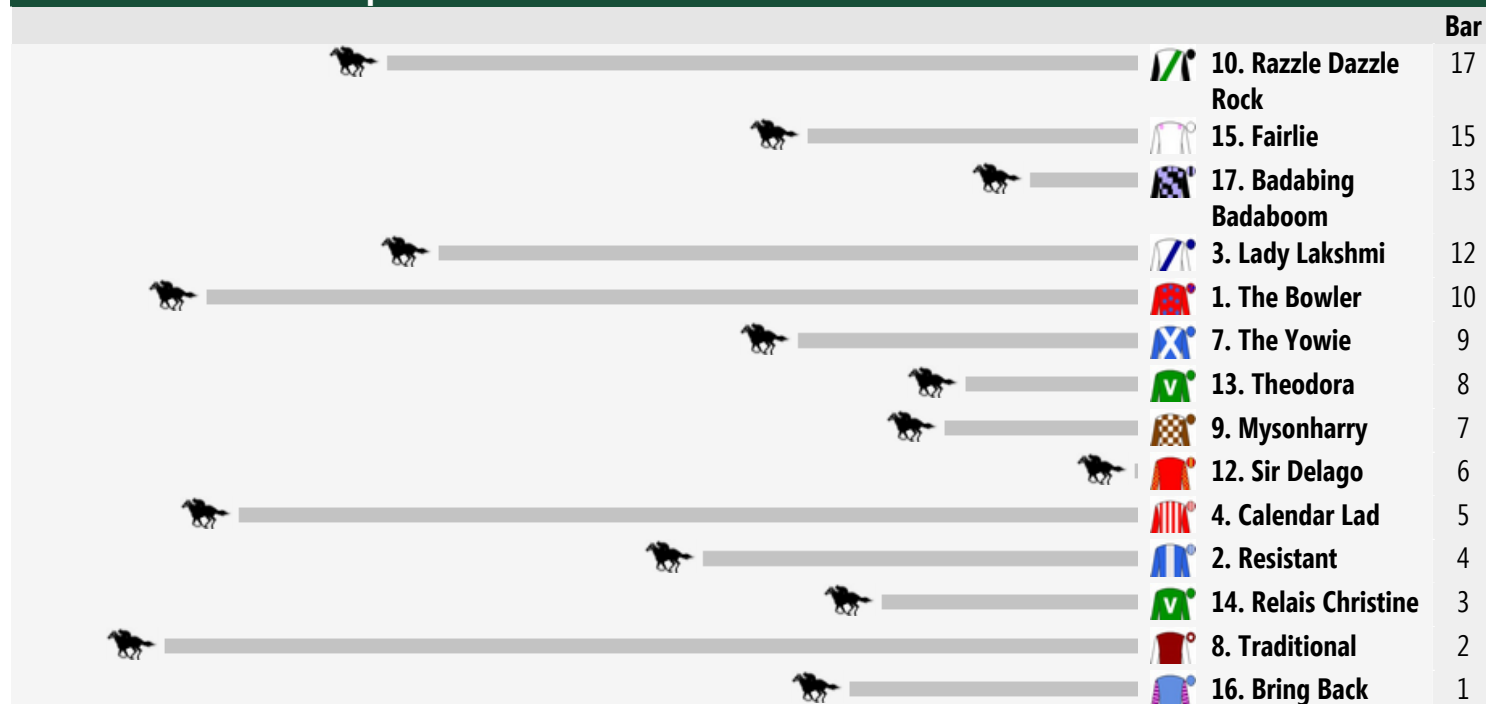 Bar
10. Razzle Dazzle 17
Rock
15. Fairlie 15
17. Badabing 13
Badaboom
3. Lady Lakshmi 12
1. The Bowler 10
7. The Yowie 9
V 13. Theodora 8
9. Mysonharry 7
12. Sir Delago 6
4. Calendar Lad 5
2. Resistant 4
V 14. Relais Christine 3
8. Traditional 2
16. Bring Back 1